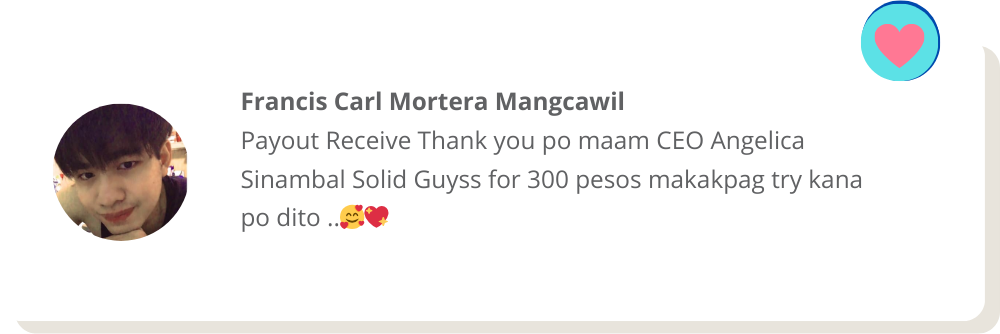 Francis Carl Mortera Mangcawil
Payout Receive Thank you po maam CEO Angelica
Sinambal Solid Guyss for 300 pesos makakpag try kana
po dito ..🥰💖